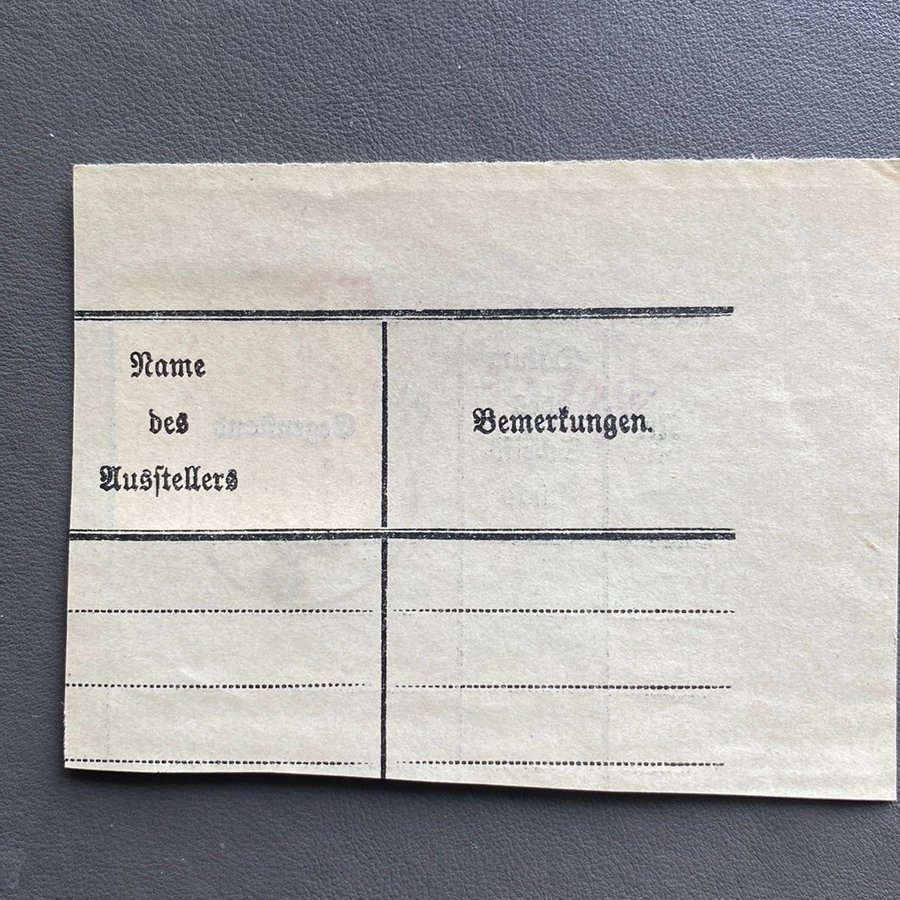 Name
des
Ausstellers
Bemerkungen.